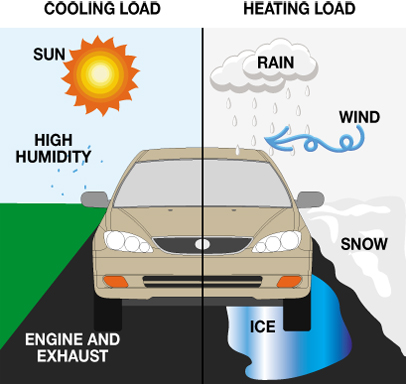 COOLING LOAD
HEATING LOAD
SUN
RAIN
WIND
HIGH
HUMIDITY
SNOW
ICE
ENGINE AND
EXHAUST